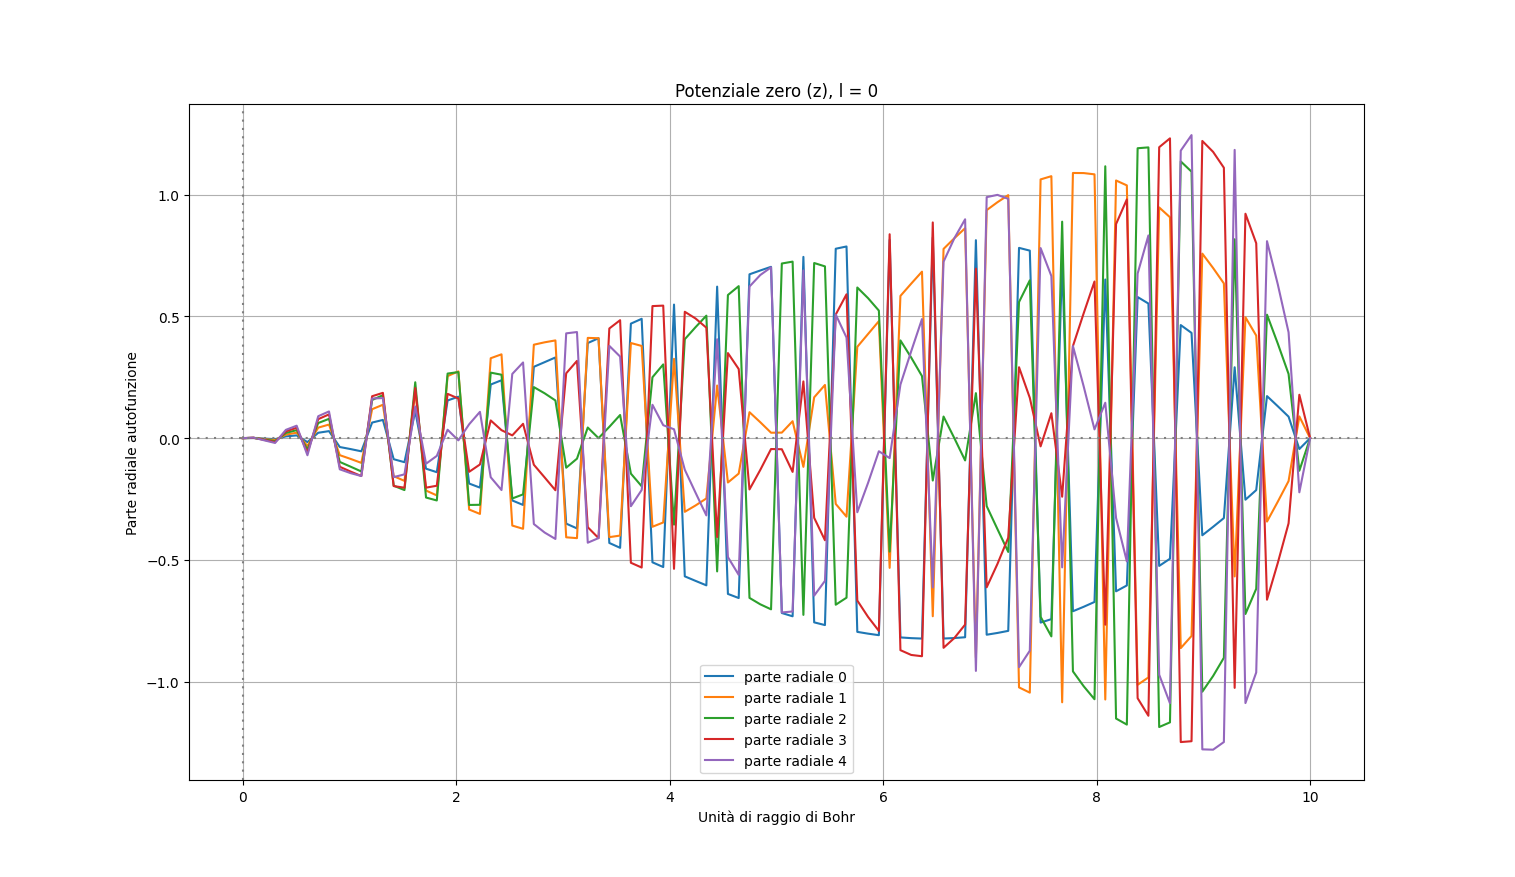 Potenziale zero (z), l = 0
Parte radiale autofunzione
1.0
0.5
0.0
−0.5
−1.0
0 2 4 6 8 10
Unità di raggio di Bohr
parte radiale 0
parte radiale 1
parte radiale 2
parte radiale 3
parte radiale 4